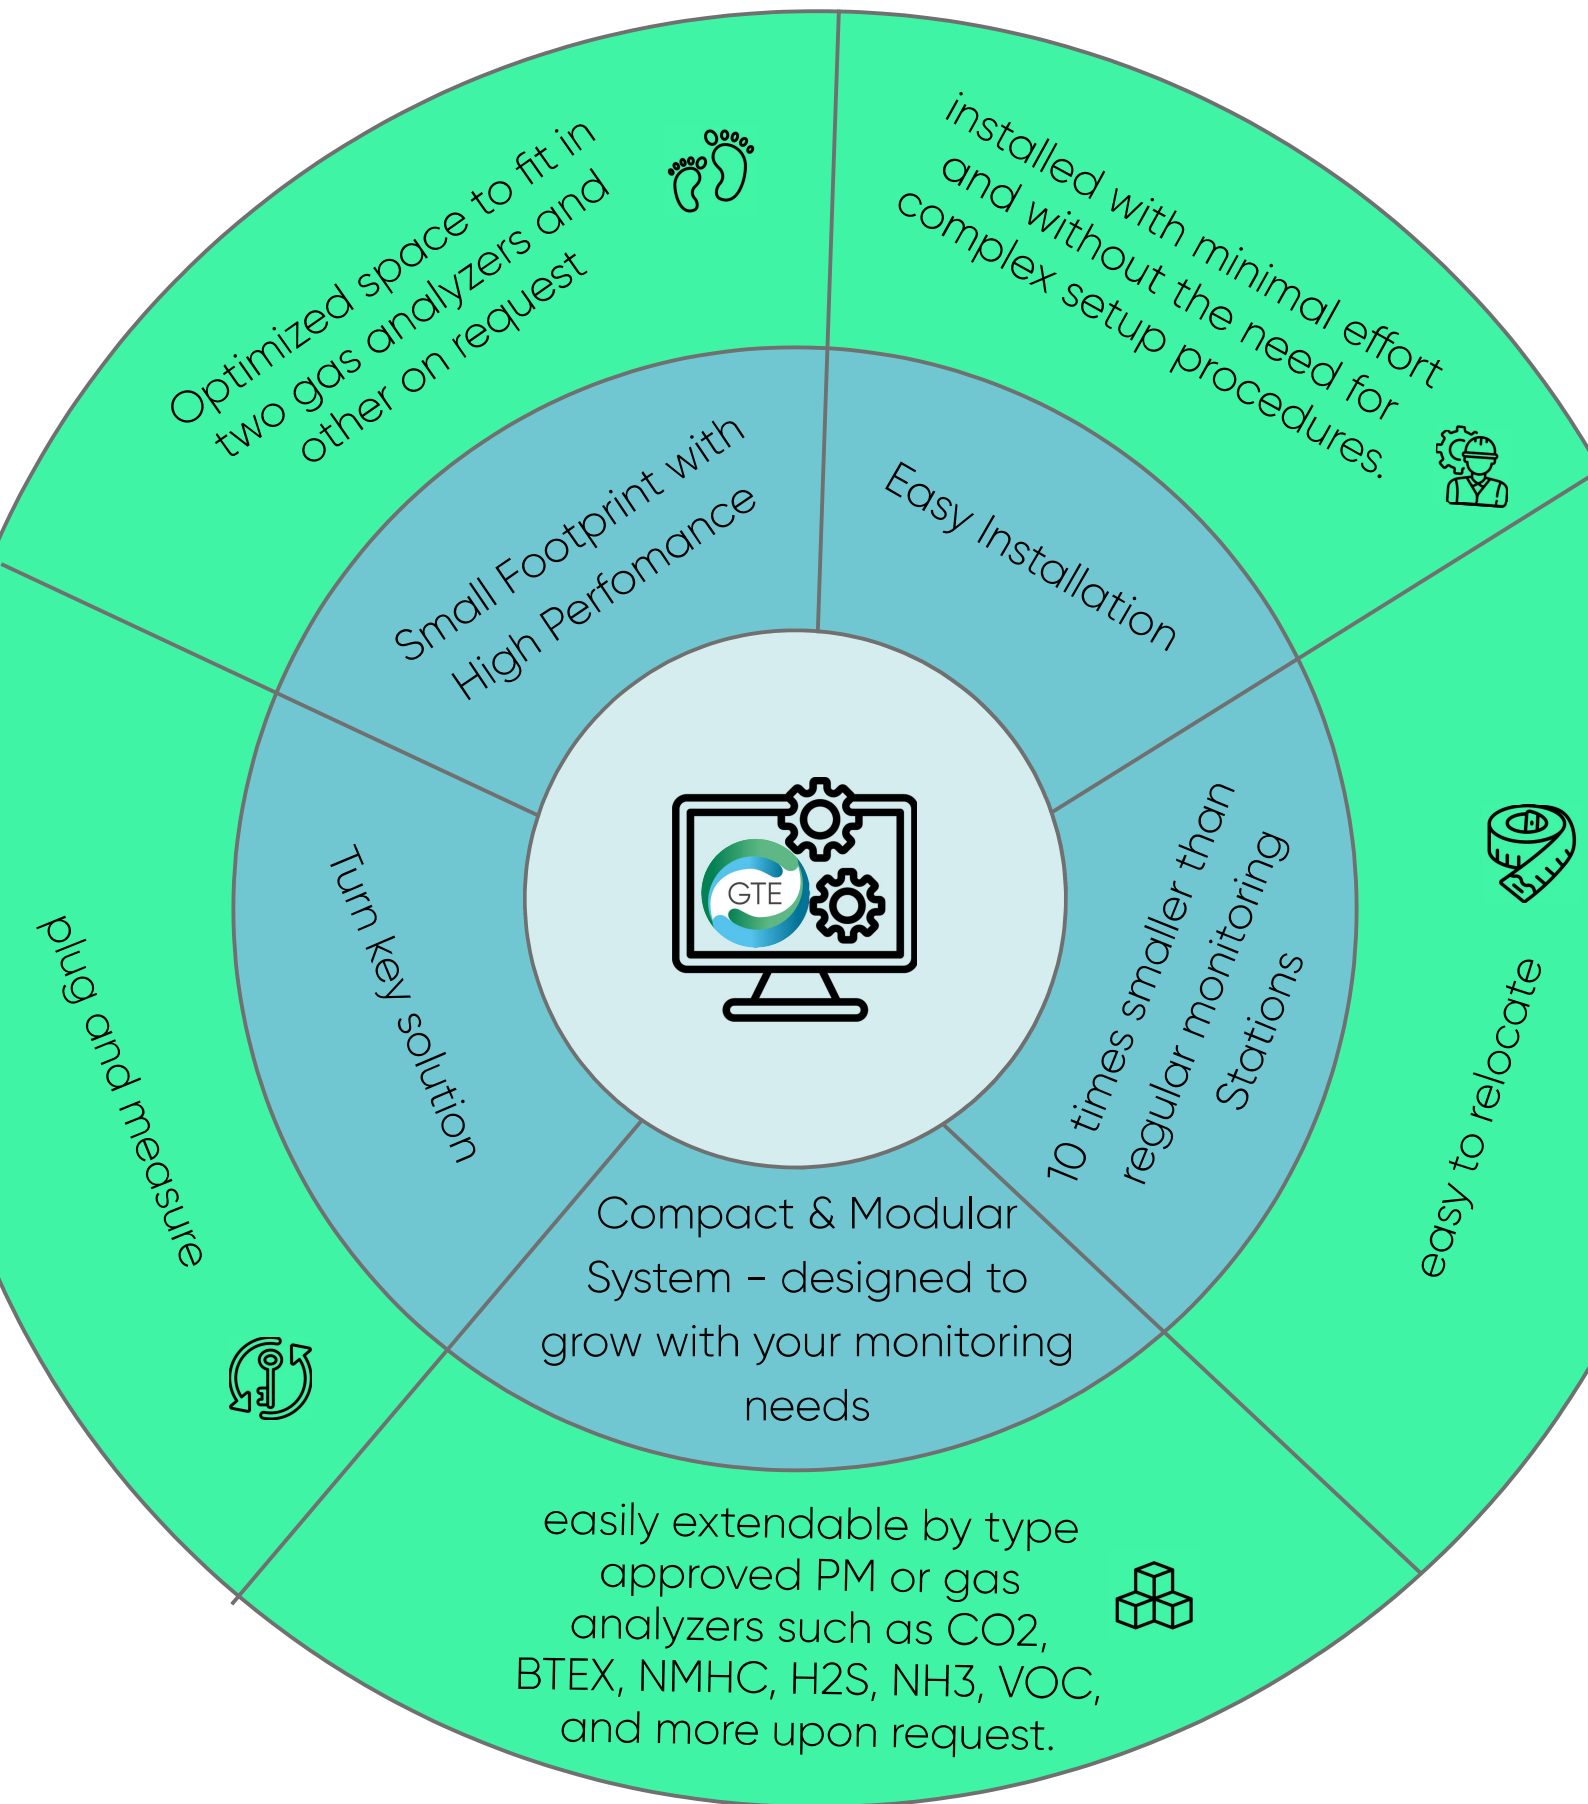 Optimized space to fit in
two gas analyzers and
other on request
installed with minimal effort
and without the need for
complex setup procedures.
Small Footprint with
High Perfomance
Easy Installation
Turn key solution
plug and measure
GTE
10 times smaller than
regular monitoring
Stations
easy to relocate
Compact & Modular
System - designed to
grow with your monitoring
needs
easily extendable by type
approved PM or gas
analyzers such as CO2,
BTEX, NMHC, H2S, NH3, VOC,
and more upon request.